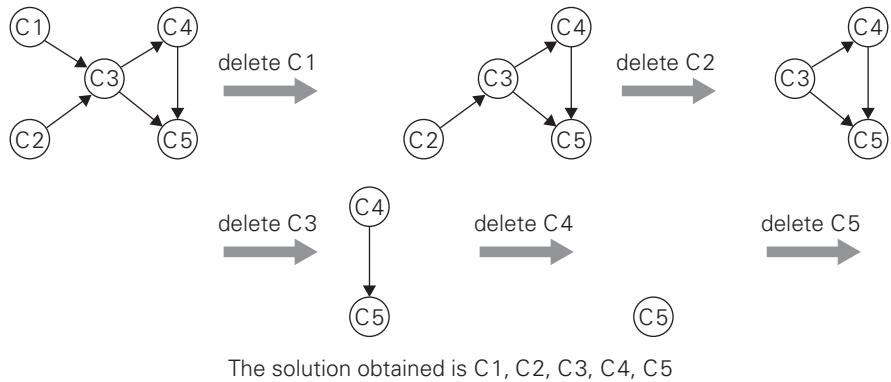 C1 C4 C4 C4
delete C1 delete C2
C3 C3 C3
C2 C5 C2 C5 C5
delete C3 C4 delete C4 delete C5
C5 C5
The solution obtained is C1, C2, C3, C4, C5